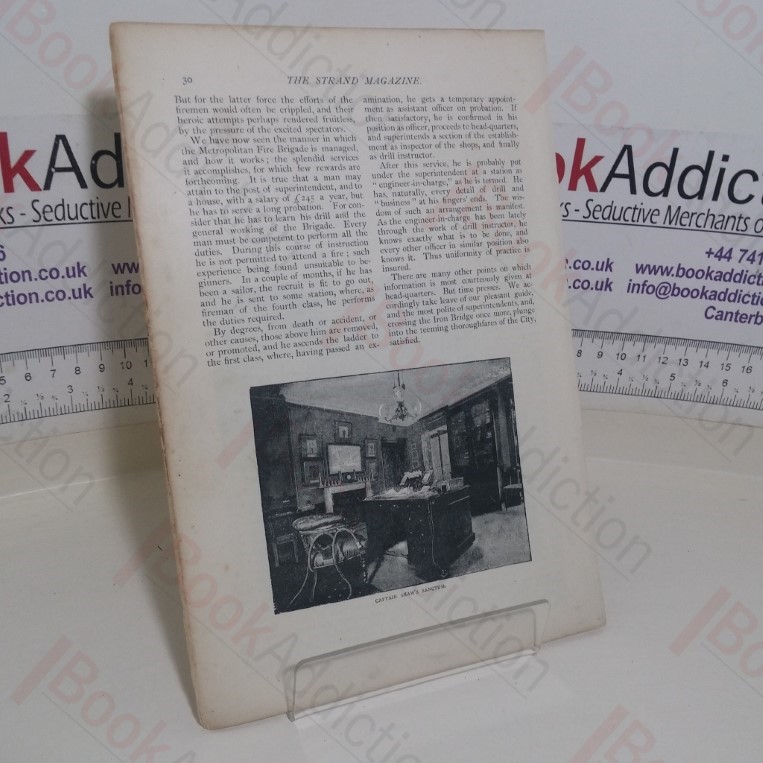 30
THE STRAND MAGAZINE.
But for the latter force the efforts of the
firemen would often be crippled, and their
heroic attempts perhaps rendered fruitless,
by the pressure of the excited spectators.
We have now seen the manner in which
the Metropolitan Fire Brigade is managed,
and how it works; the splendid services
it accomplishes, for which few rewards are
forthcoming. It is true that a man may
attain to the post of superintendent, and to
a house, with a salary of £245 a year, but
he has to serve a long probation. For con-
sider that he has to learn his drill and the
general working of the Brigade. Every
man must be competent to perform all the
duties. During this course of instruction
he is not permitted to attend a fire; such
experience being found unsuitable to be-
ginners. In a couple of months, if he has
been a sailor, the recruit is fit to go out,
and he is sent to some station, where, as
fireman of the fourth class, he performs
the duties required.
By degrees, from death or accident, or
other causes, those above him are removed,
or promoted, and he ascends the ladder to
the first class, where, having passed an ex-
amination, he gets a temporary appoint-
ment as assistant officer on probation. If
then satisfactory, he is confirmed in his
position as officer, proceeds to head-quarters,
and superintends a section of the establish-
ment as inspector of the shops, and finally
as drill instructor.
After this service, he is probably put
under the superintendent at a station as
"engineer-in-charge," as he is termed. He
has, naturally, every detail of drill and
"business" at his fingers' ends. The wis-
dom of such an arrangement is manifest.
As the engineer-in-charge has been lately
through the work of drill instructor, he
knows exactly what is to be done, and
every other officer in similar position also
knows it. Thus uniformity of practice is
insured.
There are many other points on which
information is most courteously given at
head-quarters. But time presses. We ac-
cordingly take leave of our pleasant guide,
and the most polite of superintendents, and,
crossing the Iron Bridge once more, plunge
into the teeming thoroughfares of the City,
satisfied.
CAPTAIN SHAW'S SANCTUM.
kAdd
ks - Seductive
6
iction.co.uk ww
iction.co.uk info
okAddic
oks - Seductive Merchants o
+44 741
.co.uk www.bookaddictio
.co.uk info@bookaddictio
Canterb
BookAddiction